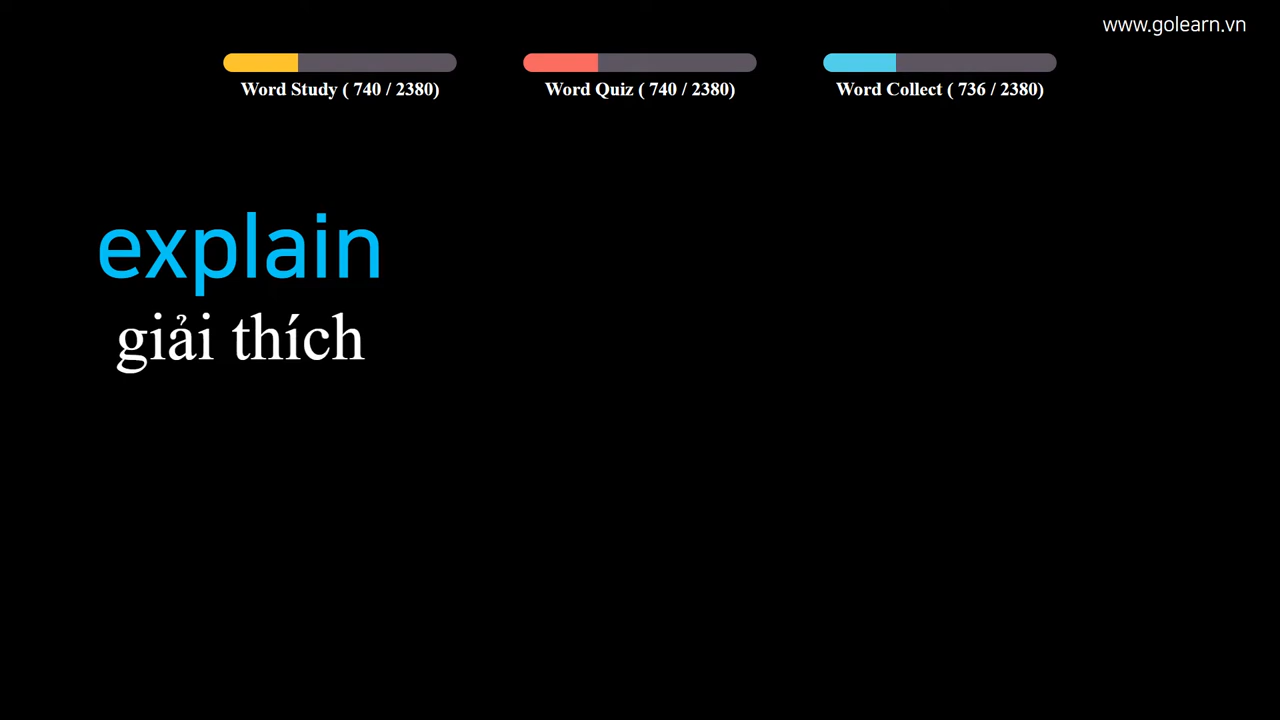 www.golearn.vn
Word Study ( 740 / 2380)
Word Quiz ( 740 / 2380)
Word Collect ( 736 / 2380)
explain
giải thích